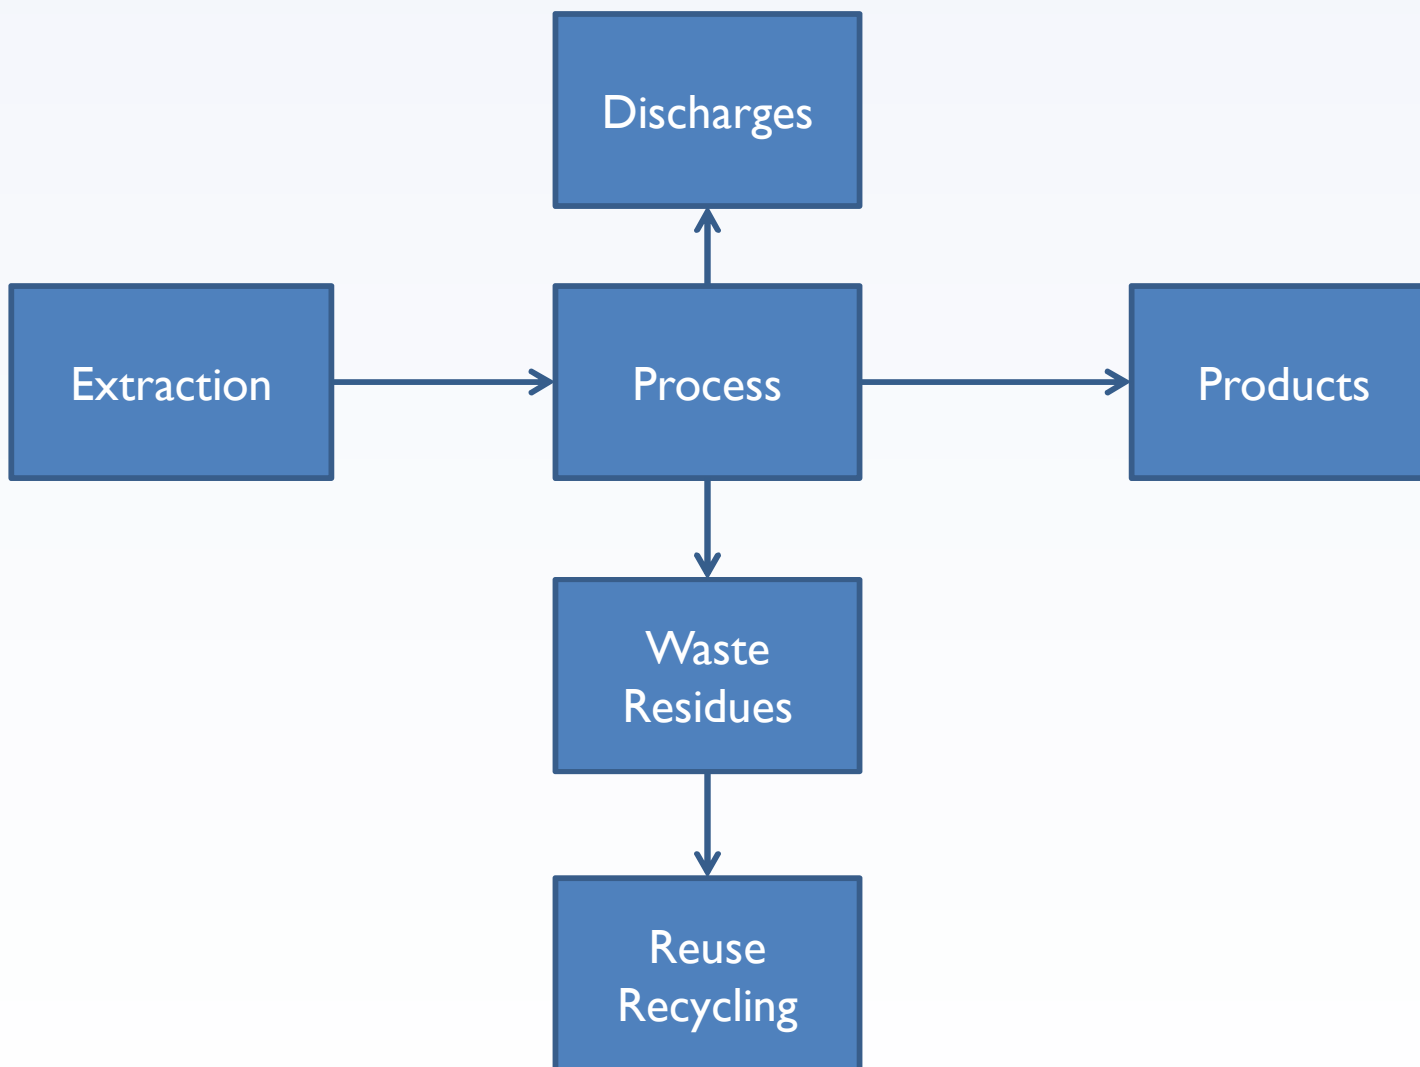 Discharges
Extraction
Process
Products
Waste
Residues
Reuse
Recycling